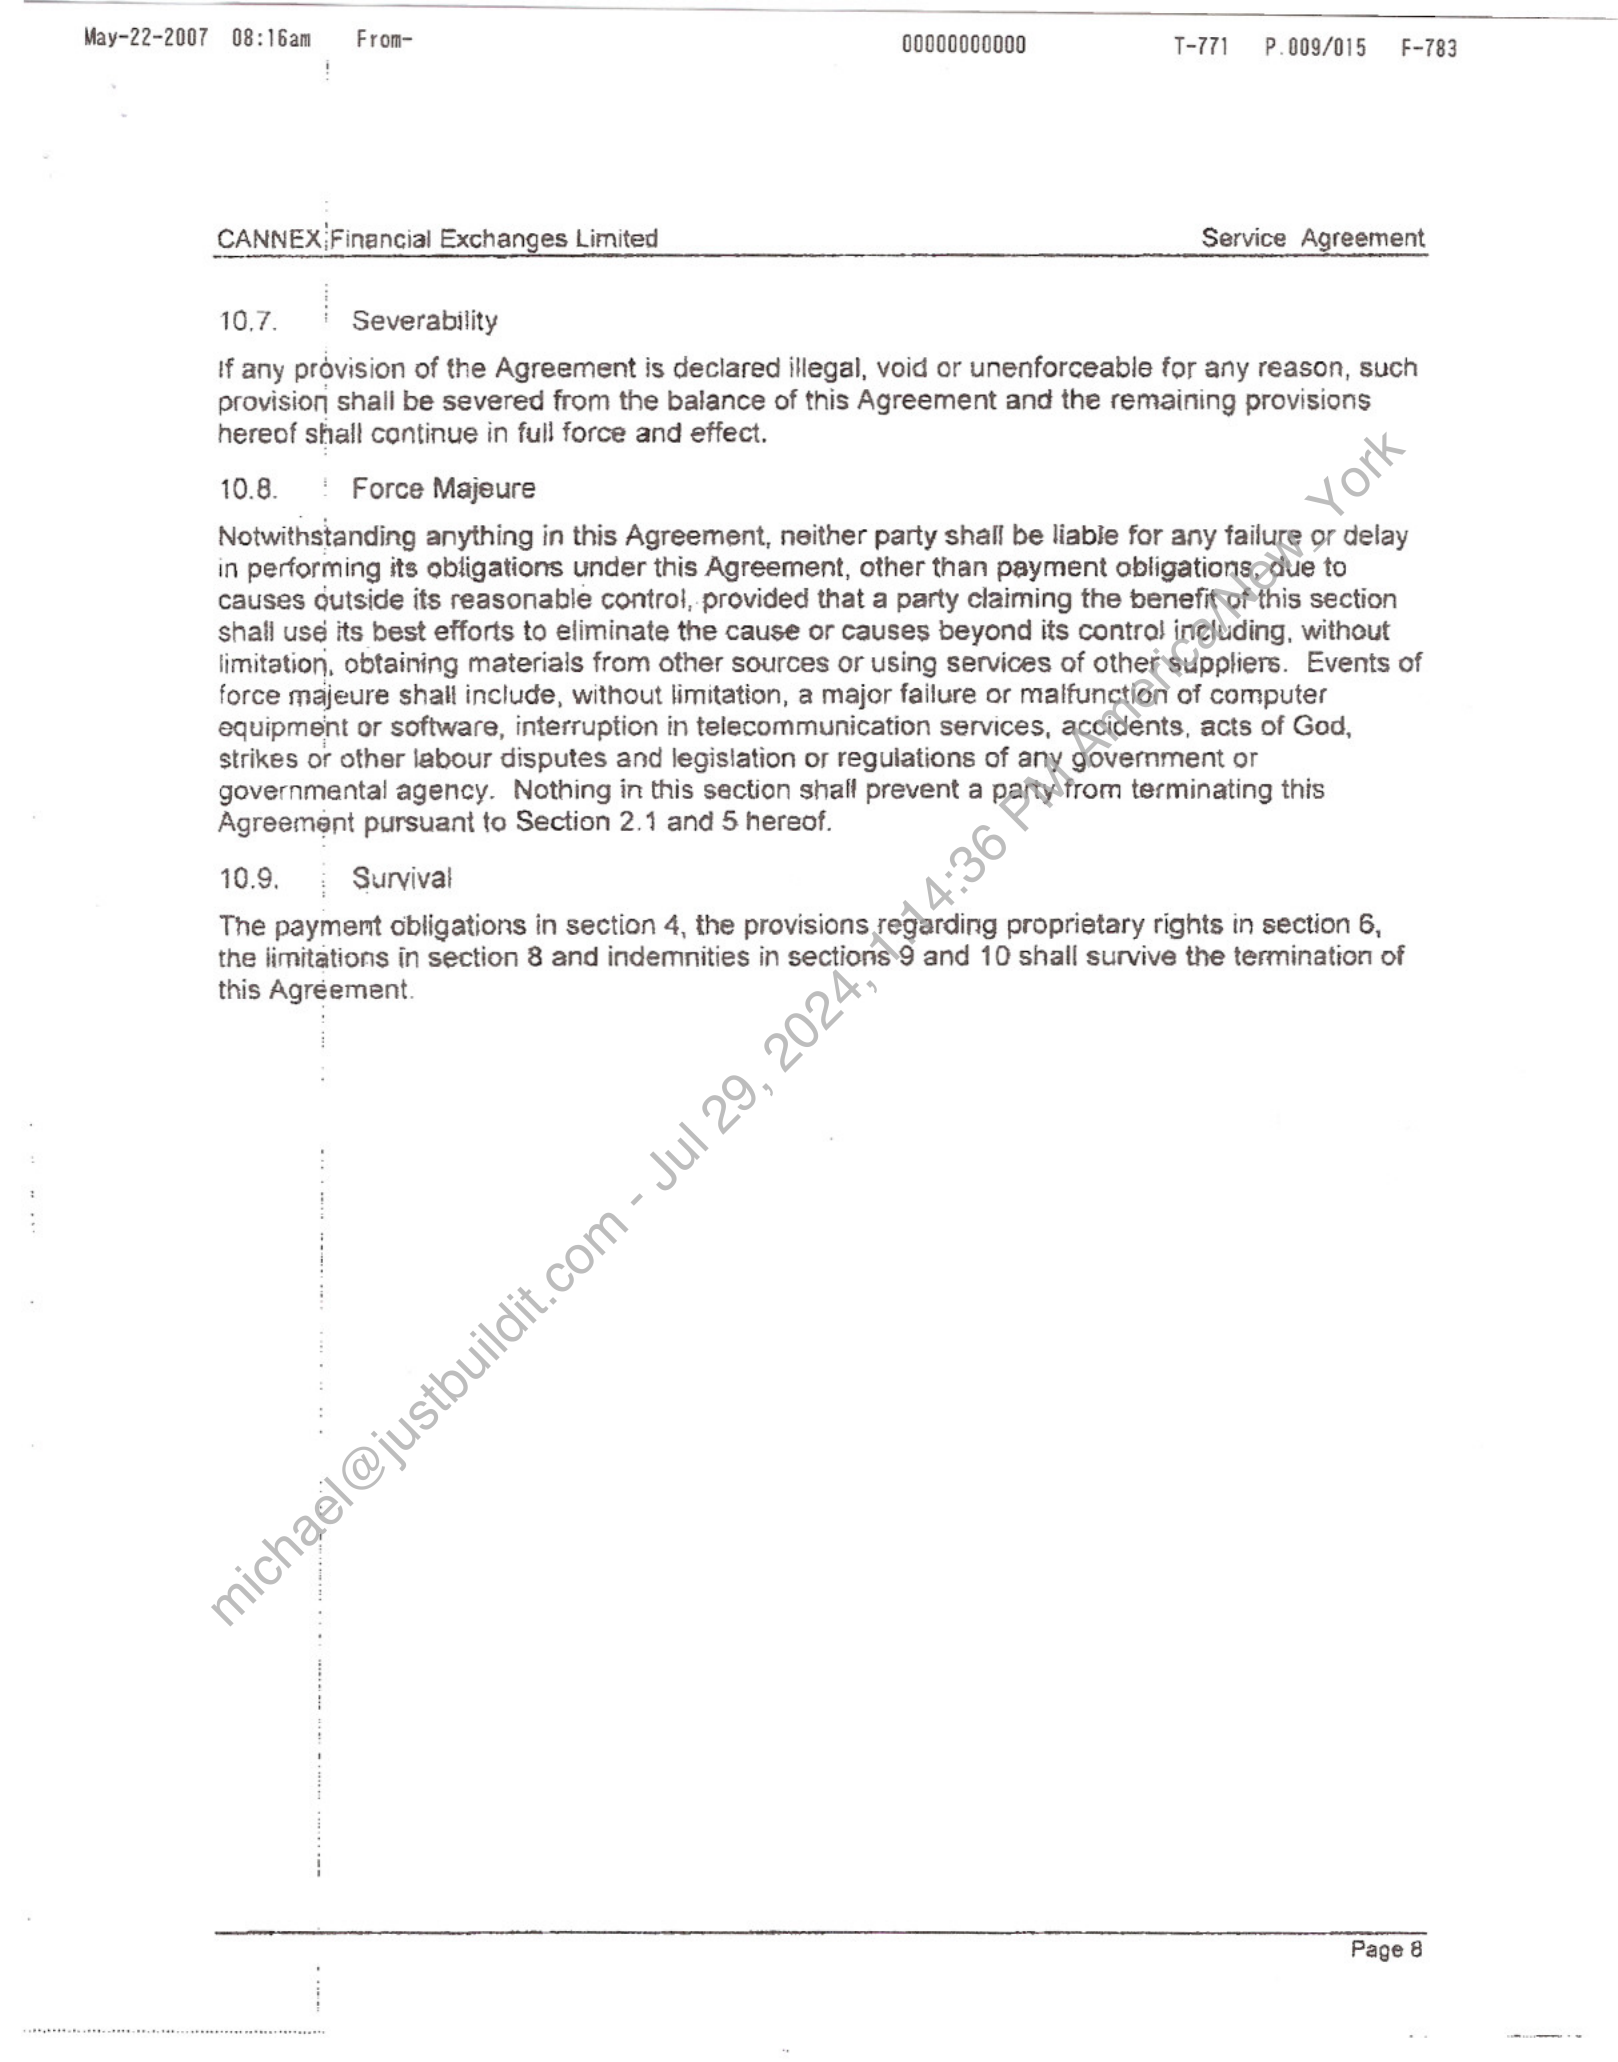 May-22-2007 08:16am From- 00000000000 T-771 P.009/015 F-783
CANNEX Financial Exchanges Limited Service Agreement
10.7. Severability
If any provision of the Agreement is declared illegal, void or unenforceable for any reason, such
provision shall be severed from the balance of this Agreement and the remaining provisions
hereof shall continue in full force and effect.
10.8. Force Majeure
Notwithstanding anything in this Agreement, neither party shall be liable for any failure or delay
in performing its obligations under this Agreement, other than payment obligations, due to
causes outside its reasonable control, provided that a party claiming the benefit of this section
shall use its best efforts to eliminate the cause or causes beyond its control including, without
limitation, obtaining materials from other sources or using services of other suppliers. Events of
force majeure shall include, without limitation, a major failure or malfunction of computer
equipment or software, interruption in telecommunication services, accidents, acts of God,
strikes or other labour disputes and legislation or regulations of any government or
governmental agency. Nothing in this section shall prevent a party from terminating this
Agreement pursuant to Section 2.1 and 5 hereof.
10.9. Survival
The payment obligations in section 4, the provisions regarding proprietary rights in section 6,
the limitations in section 8 and indemnities in sections 9 and 10 shall survive the termination of
this Agreement.
michael@justbuildit.com - Jul 29, 2024, 1:14:36 PM America/New_York
Page 8